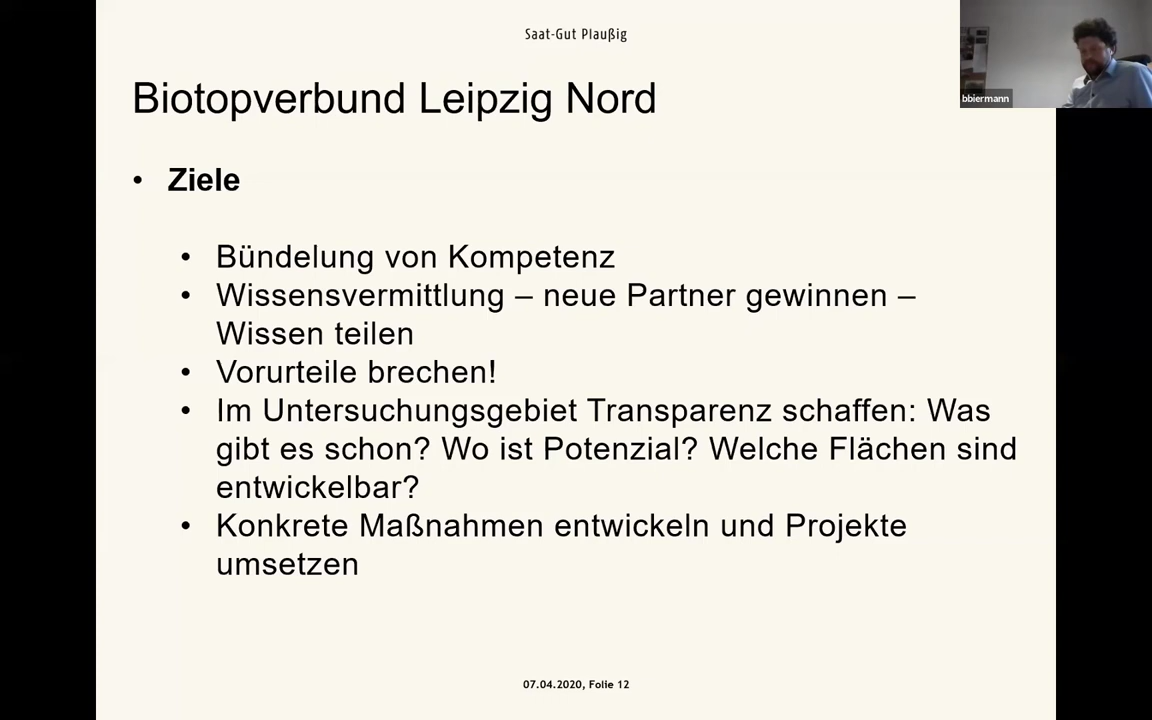 Saat-Gut Plaußig
bbiermann
Biotopverbund Leipzig Nord
• Ziele
• Bündelung von Kompetenz
• Wissensvermittlung – neue Partner gewinnen –
Wissen teilen
• Vorurteile brechen!
• Im Untersuchungsgebiet Transparenz schaffen: Was
gibt es schon? Wo ist Potenzial? Welche Flächen sind
entwickelbar?
• Konkrete Maßnahmen entwickeln und Projekte
umsetzen
07.04.2020, Folie 12